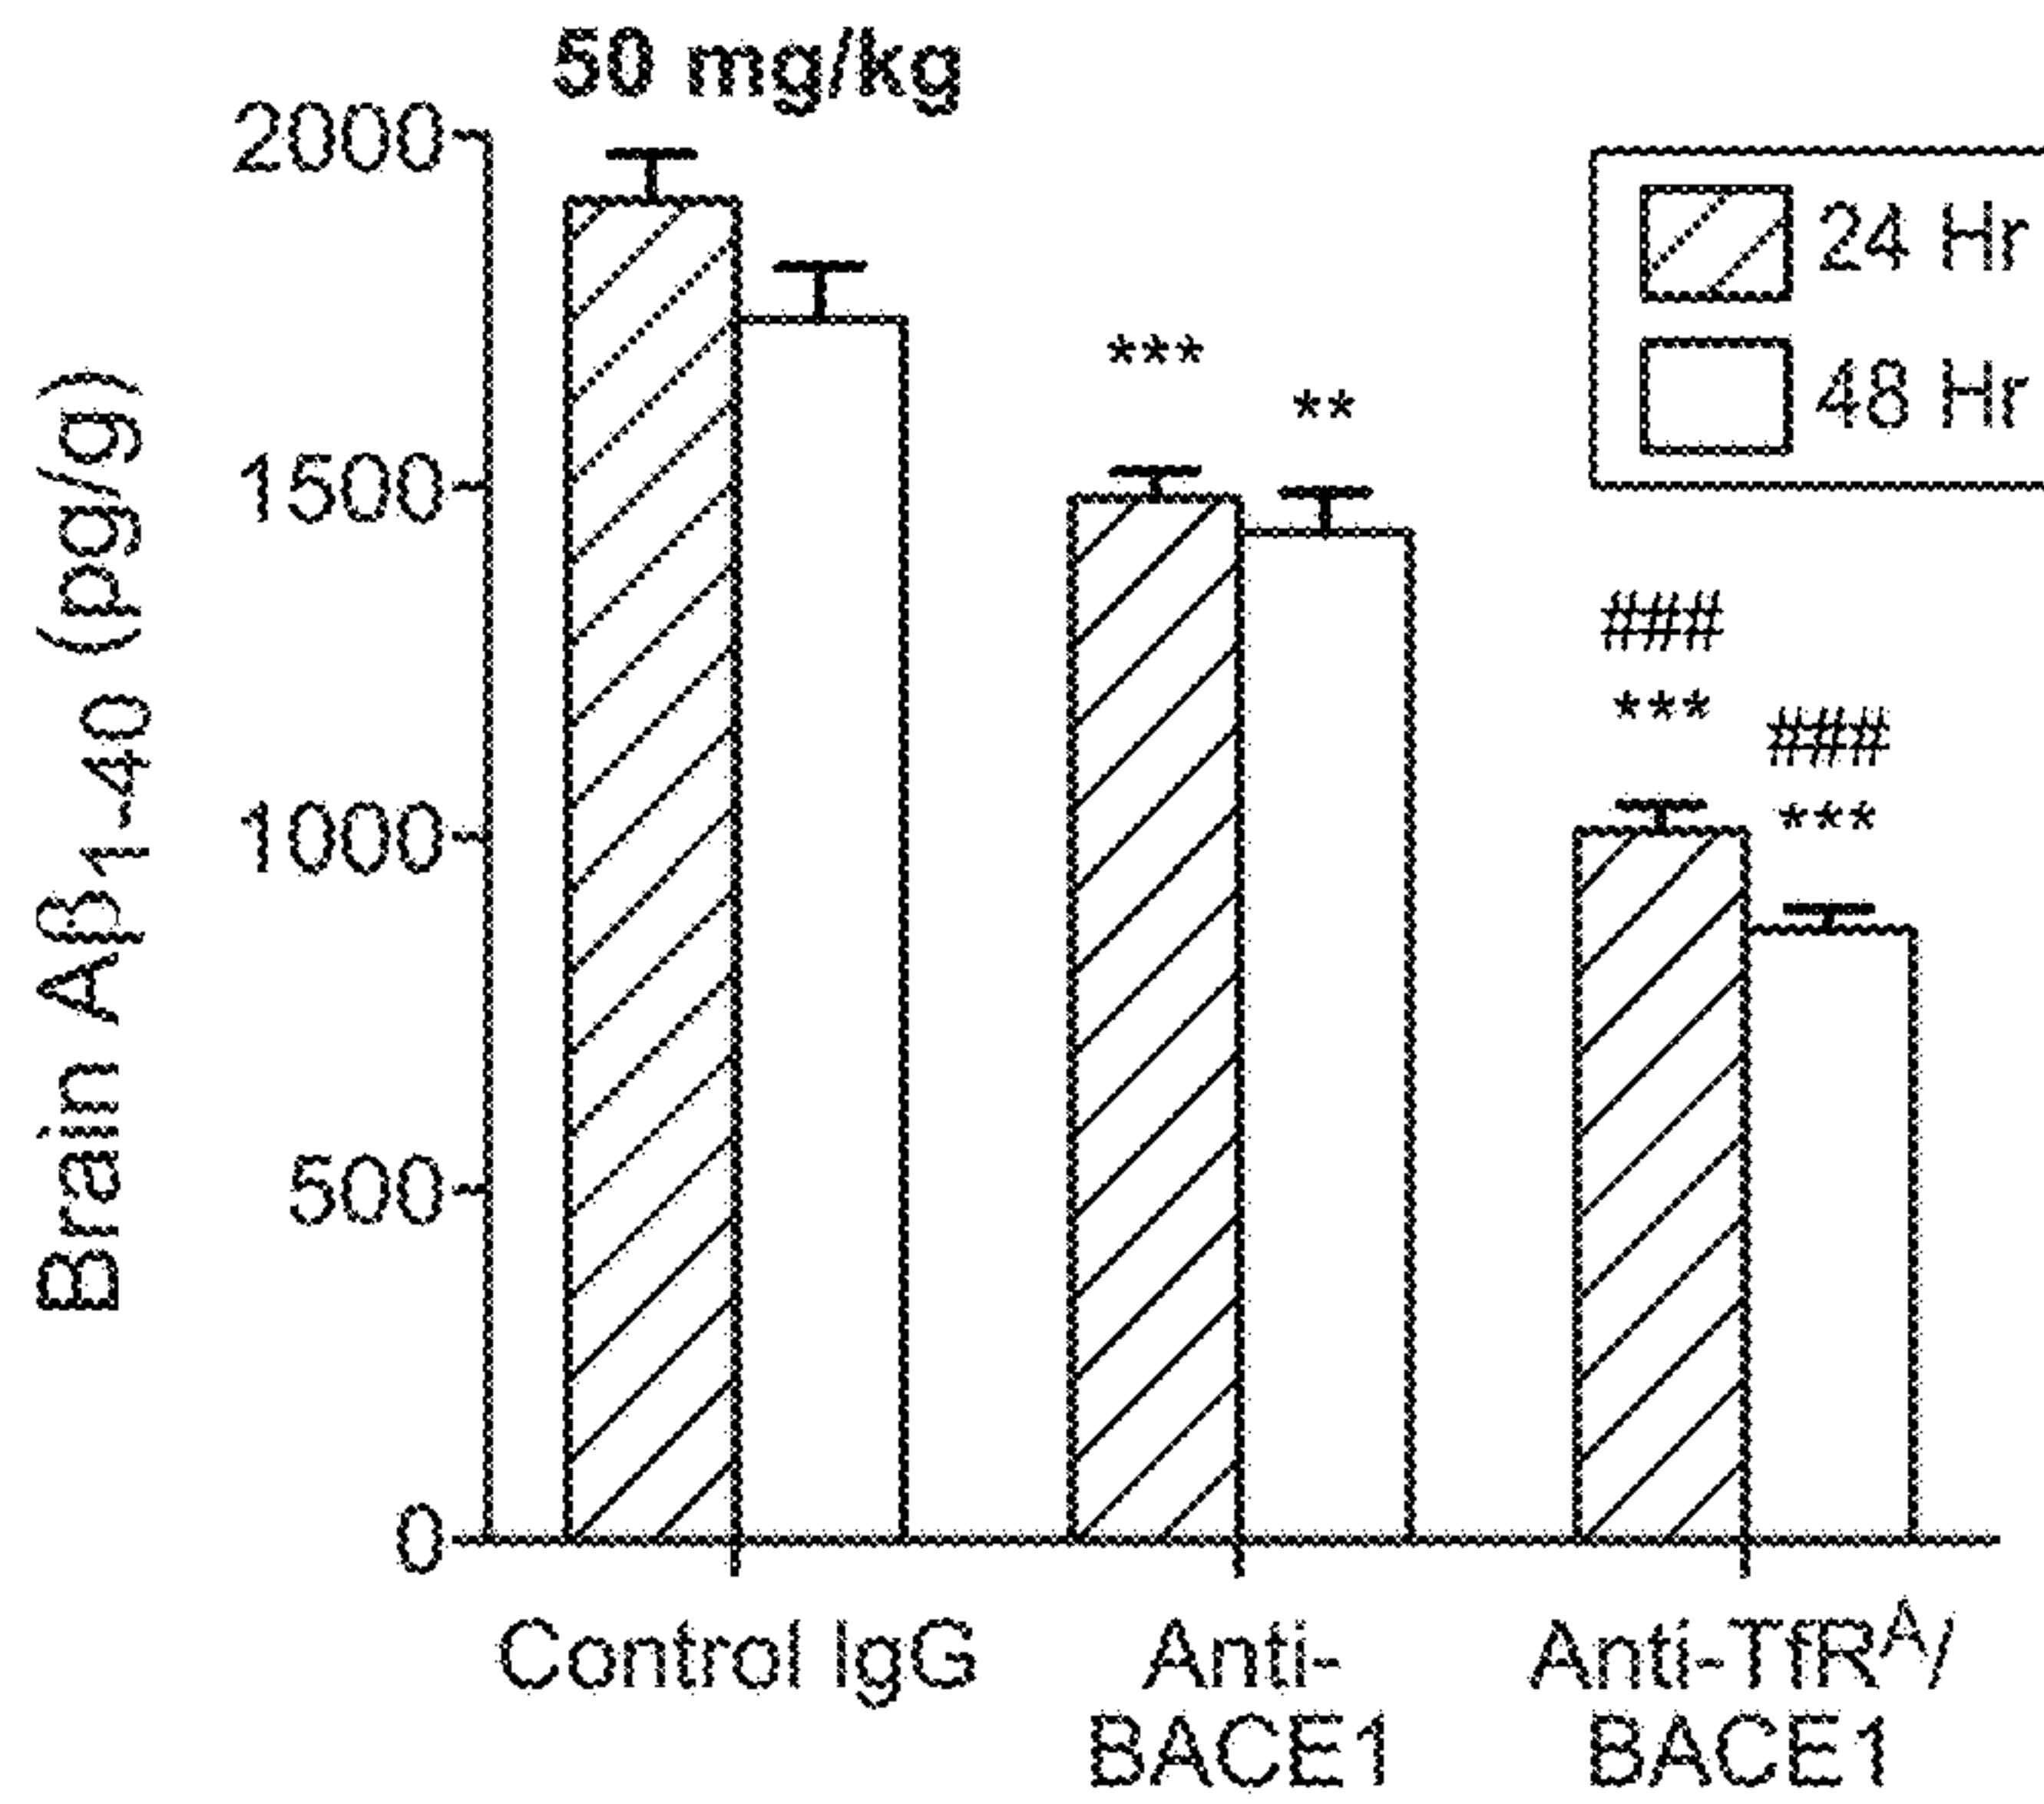 50 mg/kg
Brain Aβ1-40 (pg/g)
2000
1500
1000
500
0
24 Hr
48 Hr
***
**
###
***
###
***
Control IgG
Anti-
BACE1
Anti-TfRᴬ/
BACE1